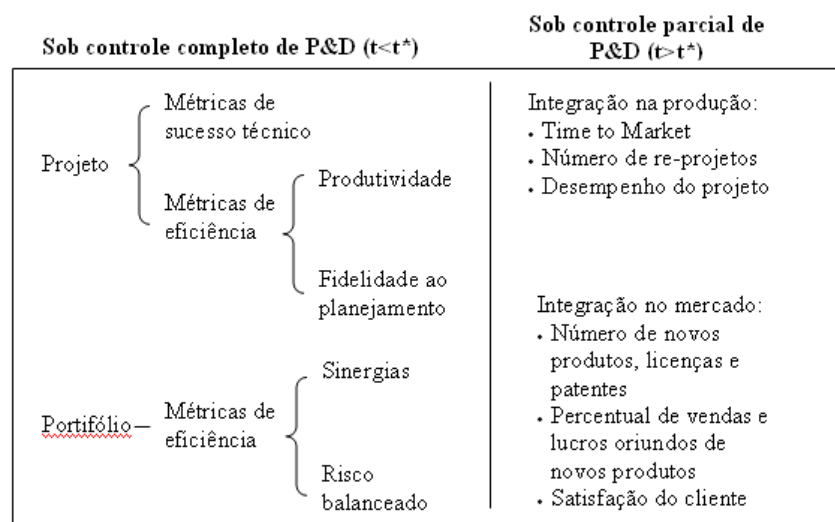 Sob controle completo de P&D (t<t*)
Sob controle parcial de
P&D (t>t*)
Projeto
Métricas de
sucesso técnico
Métricas de
eficiência
Produtividade
Fidelidade ao
planejamento
Portifólio
Métricas de
eficiência
Sinergias
Risco
balanceado
Integração na produção:
• Time to Market
• Número de re-projetos
• Desempenho do projeto
Integração no mercado:
• Número de novos
produtos, licenças e
patentes
• Percentual de vendas e
lucros oriundos de
novos produtos
• Satisfação do cliente